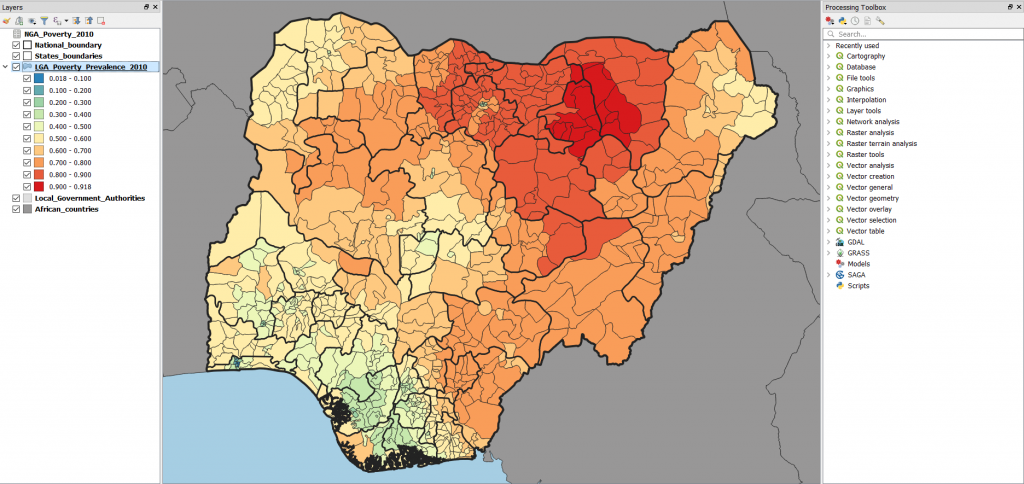 Layers
NGA_Poverty_2010
National_boundary
States_boundaries
LGA_Poverty_Prevalence_2010
0.018 - 0.100
0.100 - 0.200
0.200 - 0.300
0.300 - 0.400
0.400 - 0.500
0.500 - 0.600
0.600 - 0.700
0.700 - 0.800
0.800 - 0.900
0.900 - 0.918
Local_Government_Authorities
African_countries
Processing Toolbox
Search...
Recently used
Cartography
Database
File tools
Graphics
Interpolation
Layer tools
Network analysis
Raster analysis
Raster terrain analysis
Raster tools
Vector analysis
Vector creation
Vector general
Vector geometry
Vector overlay
Vector selection
Vector table
GDAL
GRASS
Models
SAGA
Scripts